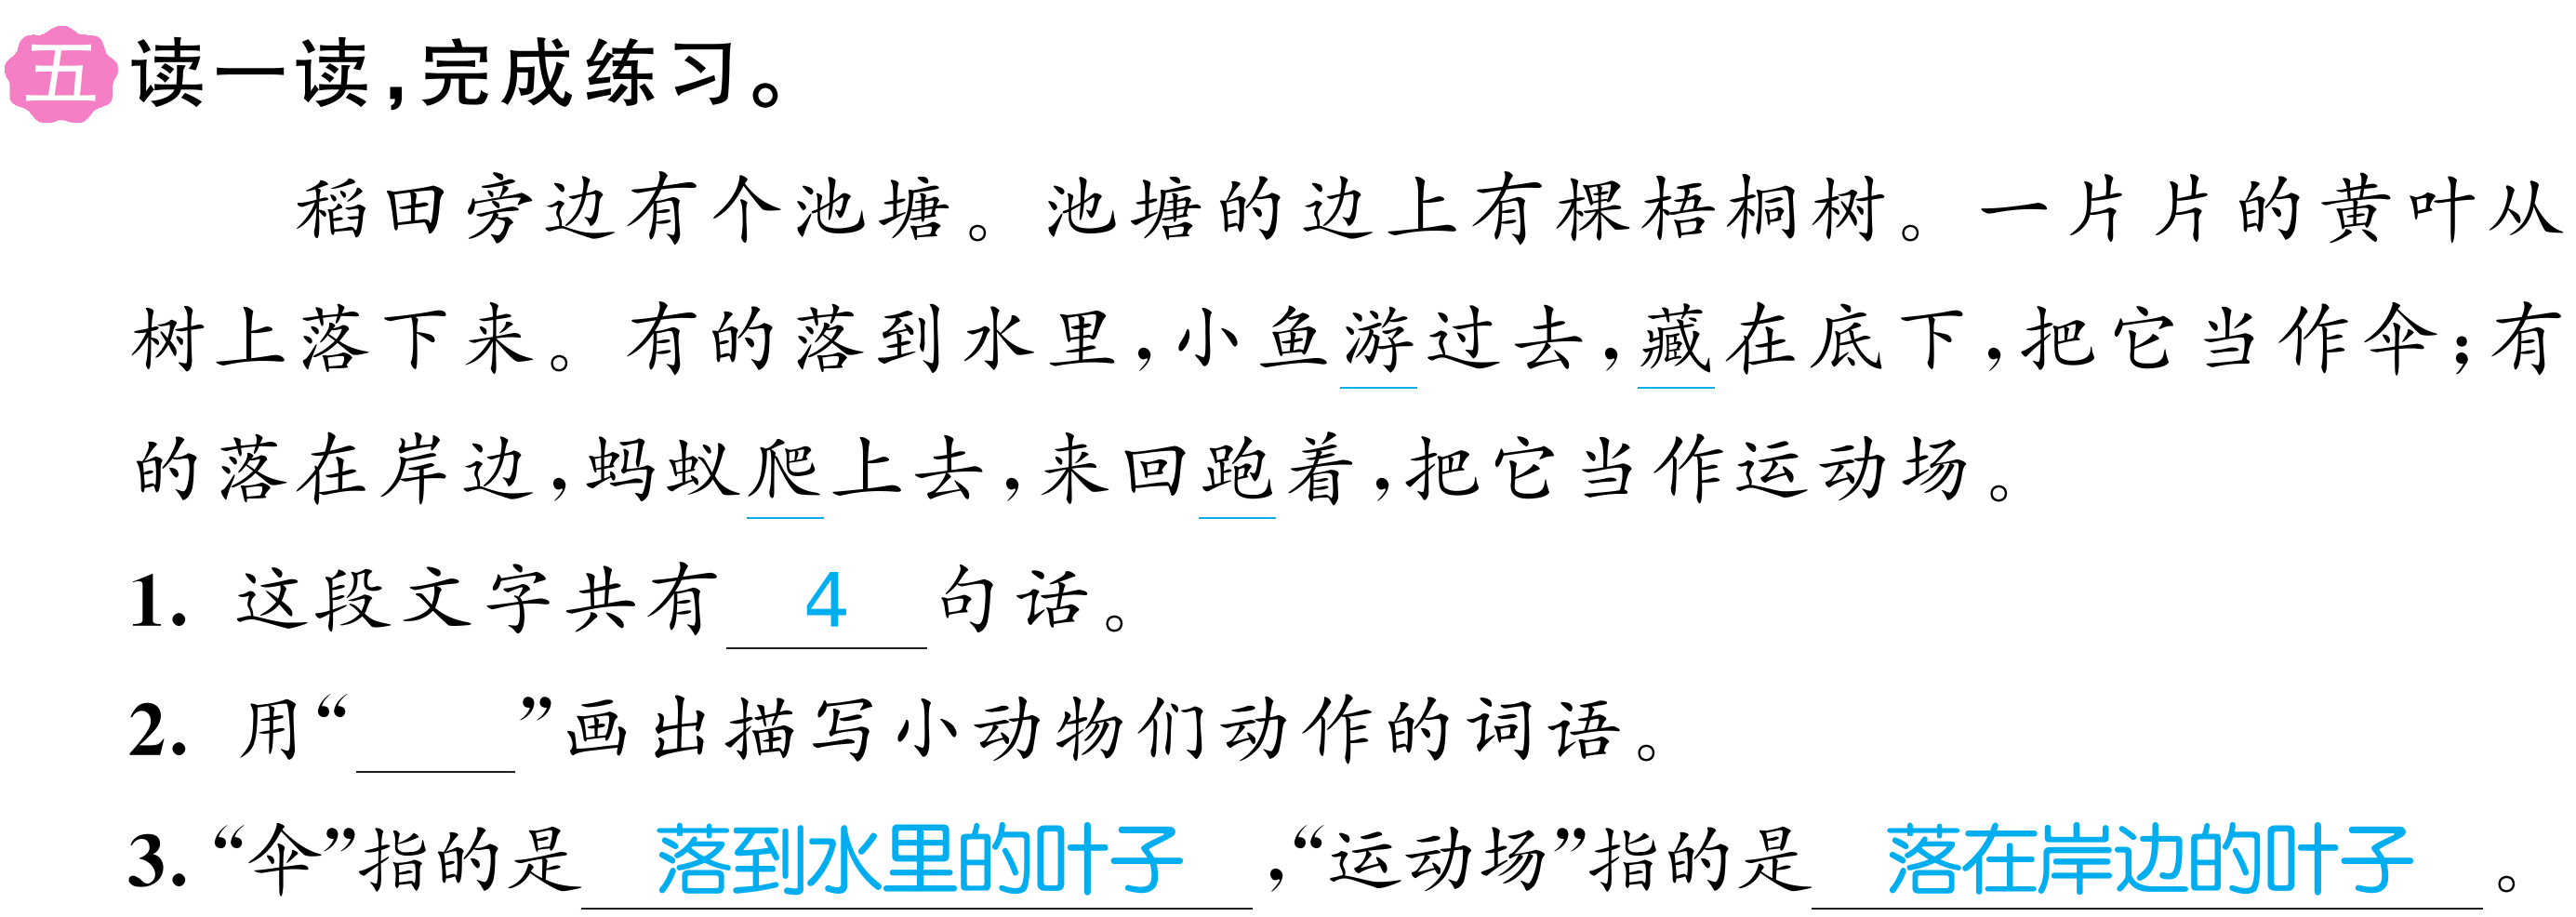 五 读一读,完成练习。
稻田旁边有个池塘。池塘的边上有棵梧桐树。一片片的黄叶从
树上落下来。有的落到水里,小鱼游过去,藏在底下,把它当作伞;有
的落在岸边,蚂蚁爬上去,来回跑着,把它当作运动场。
1. 这段文字共有 4 句话。
2. 用“____”画出描写小动物们动作的词语。
3. “伞”指的是 落到水里的叶子 ,“运动场”指的是 落在岸边的叶子 。